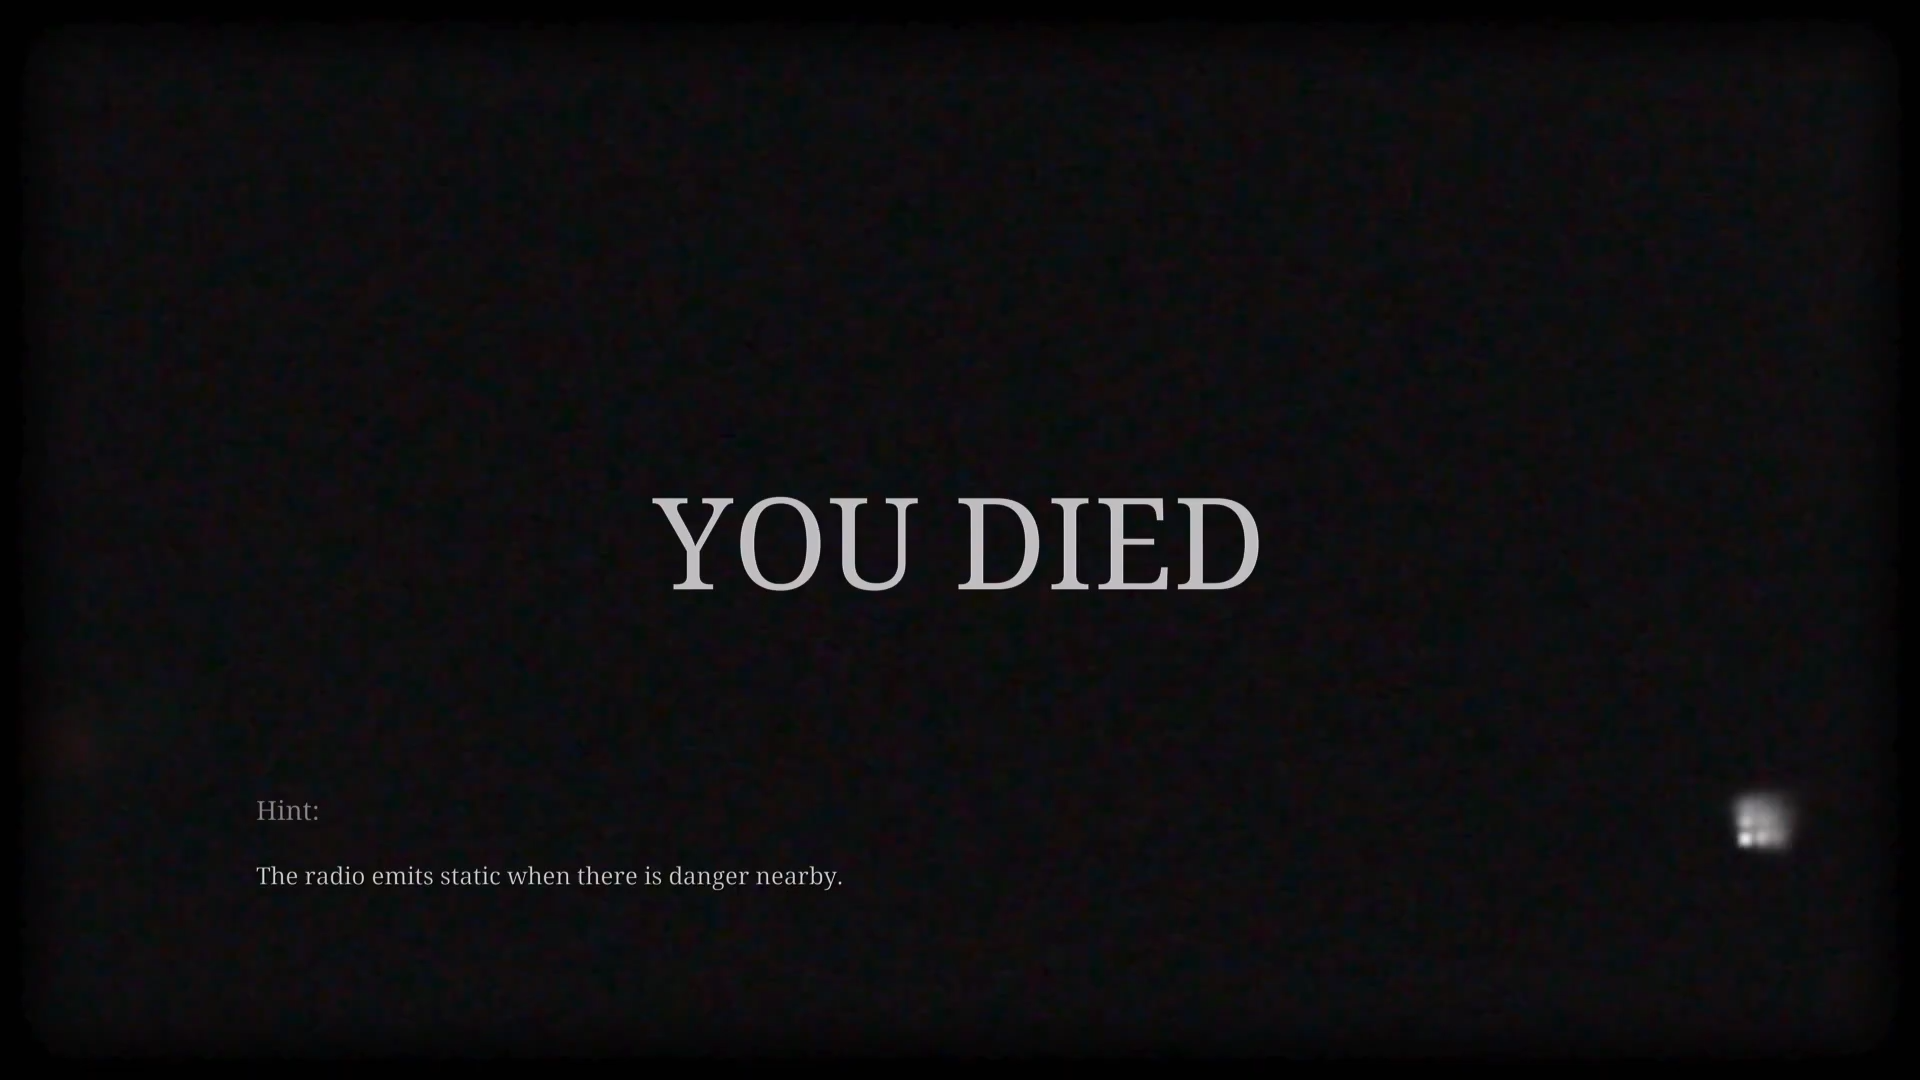 YOU DIED
Hint:
The radio emits static when there is danger nearby.